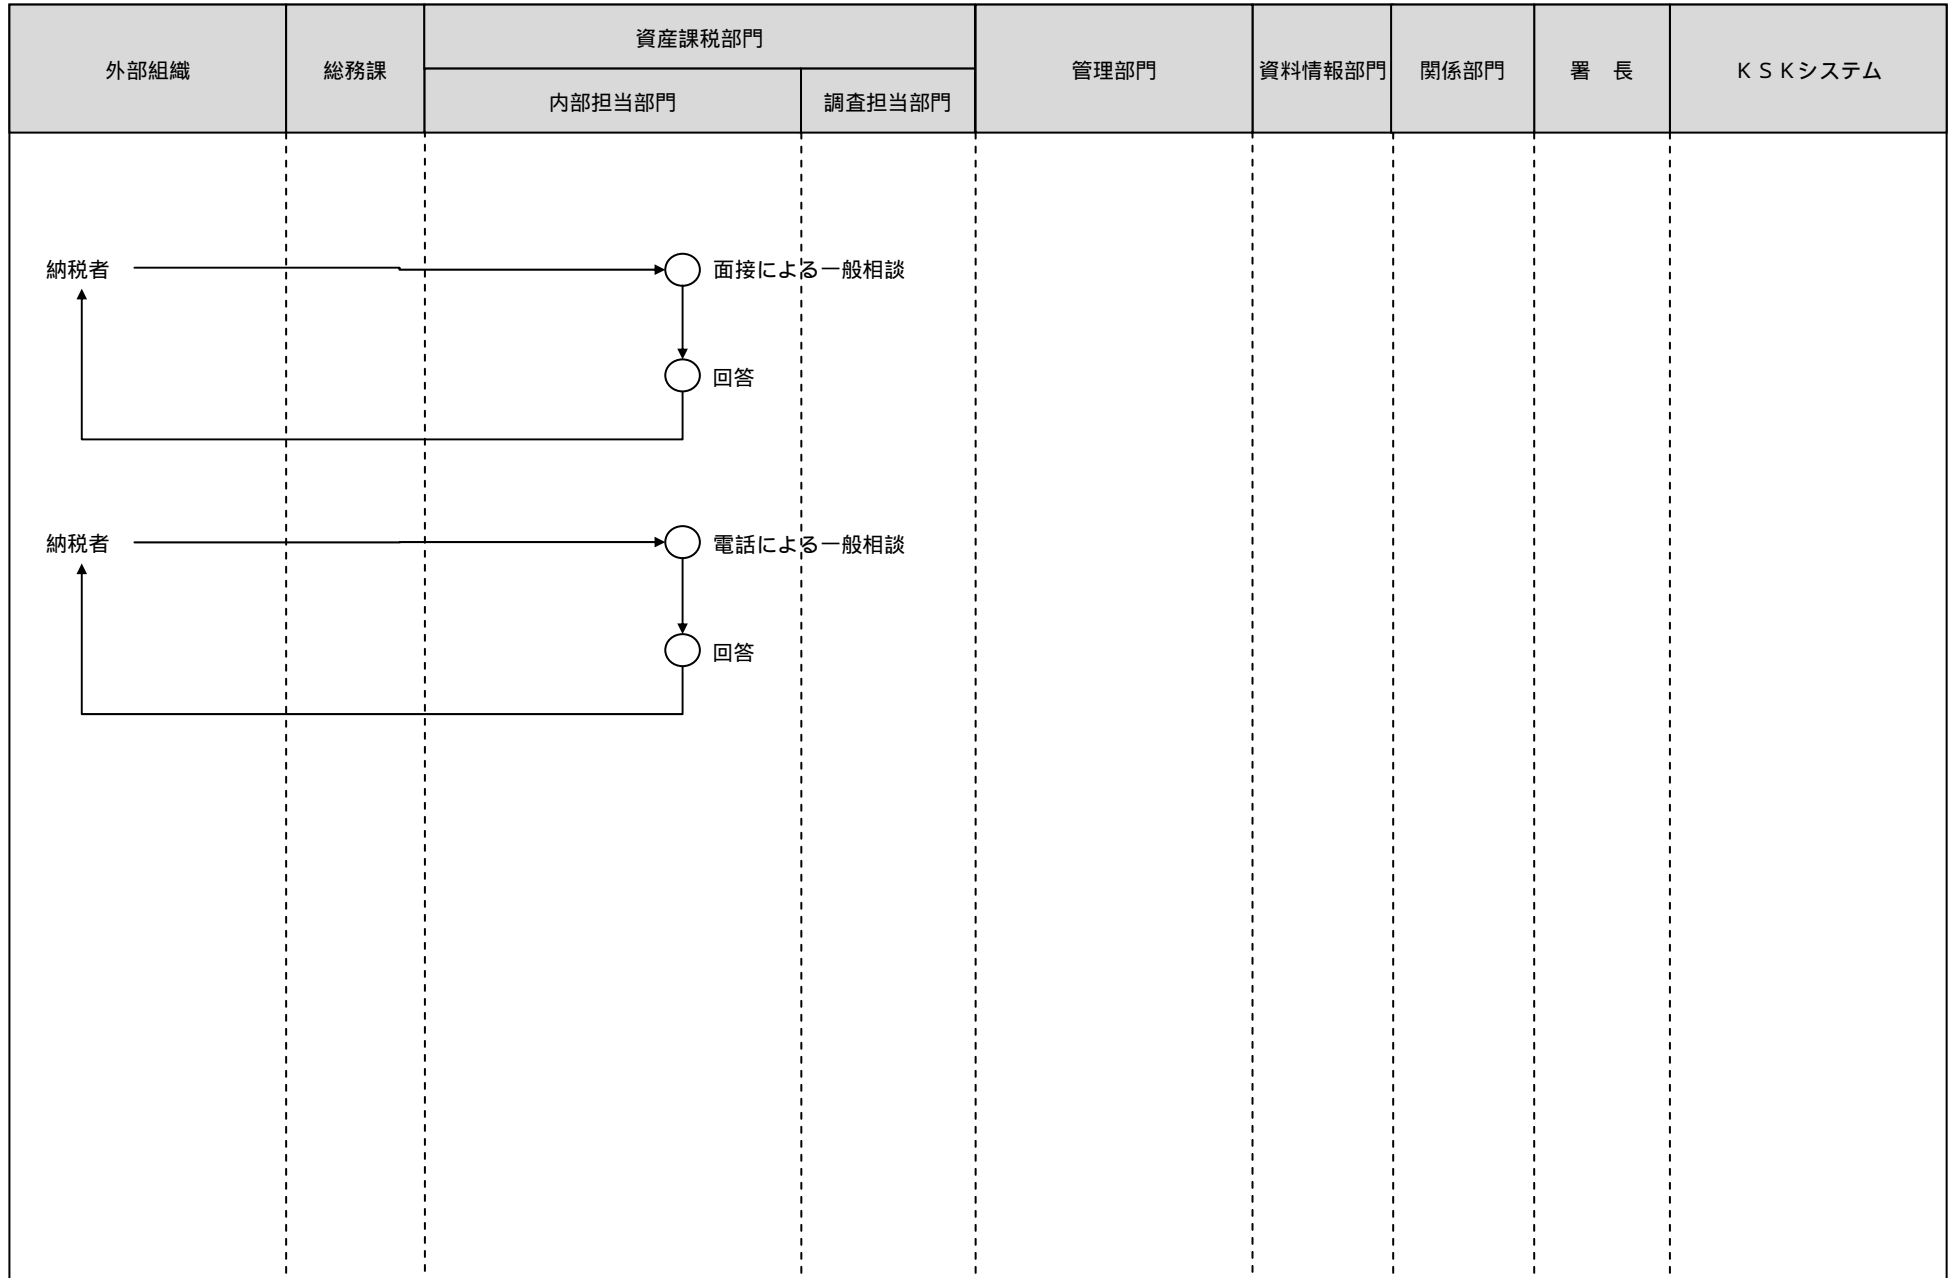 外部組織
総務課
資産課税部門
内部担当部門
調査担当部門
管理部門
資料情報部門
関係部門
署　長
ＫＳＫシステム
納税者
面接による一般相談
回答
納税者
電話による一般相談
回答